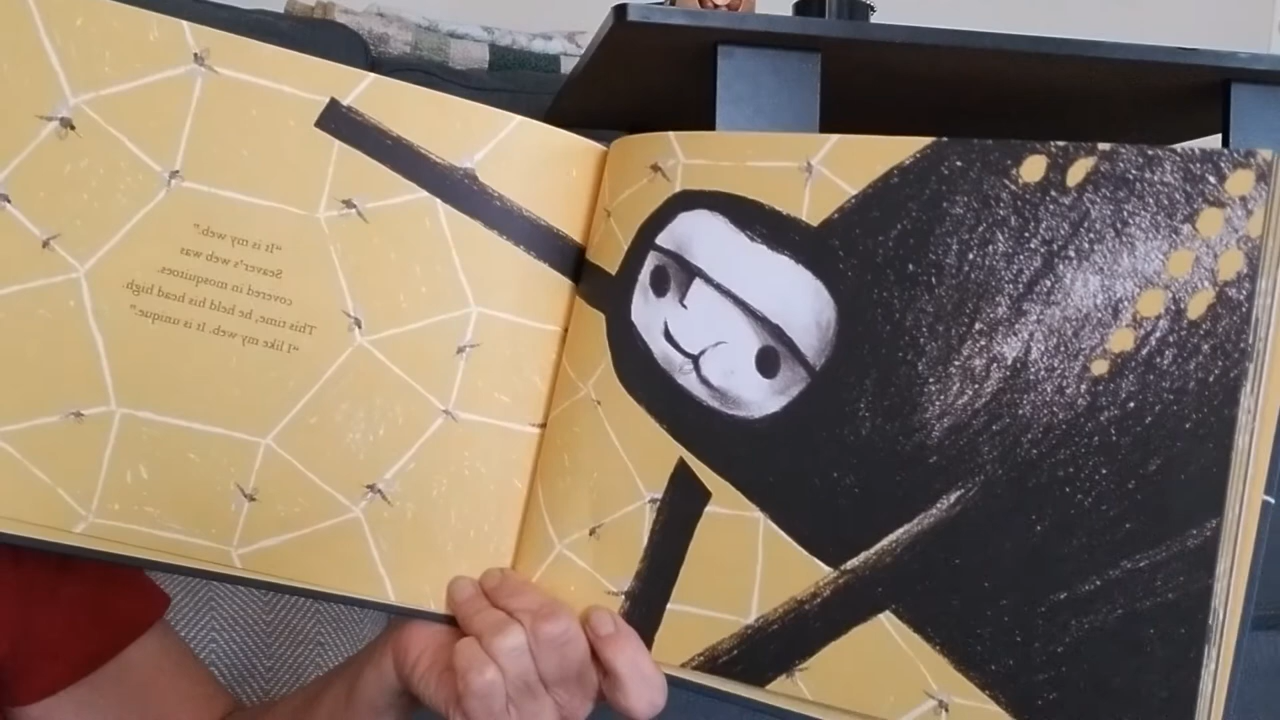 "It is my web."
Seaver's web was
covered in mosquitoes.
This time, he held his head high.
"I like my web. It is unique."